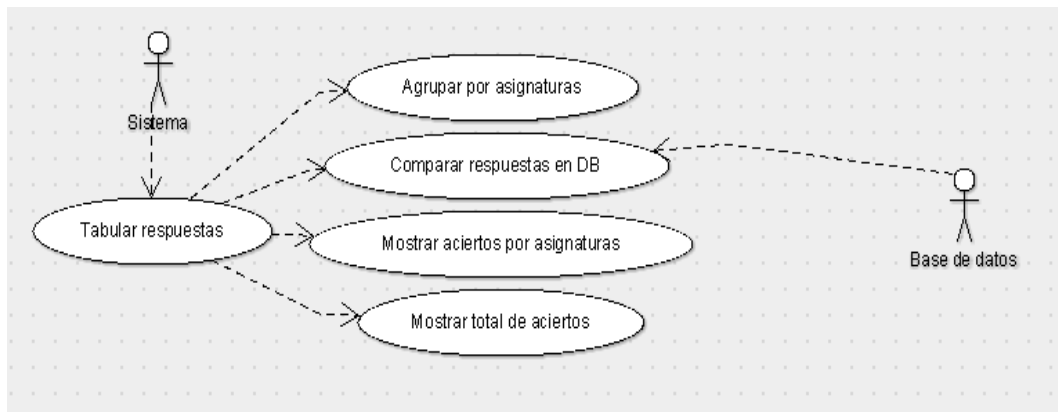 Agrupar por asignaturas
Sistema
Comparar respuestas en DB
Tabular respuestas
Mostrar aciertos por asignaturas
Base de datos
Mostrar total de aciertos